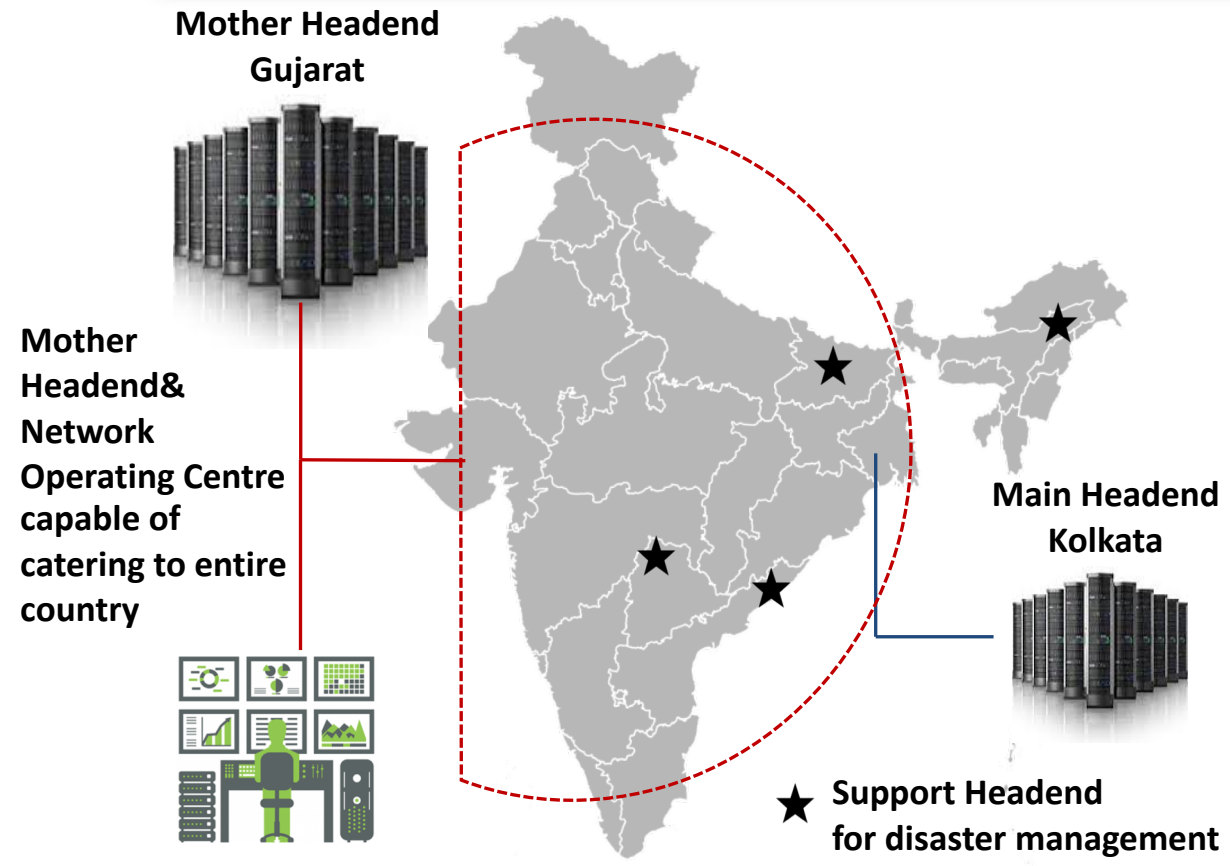 Mother Headend
Gujarat
Mother
Headend&
Network
Operating Centre
capable of
catering to entire
country
Main Headend
Kolkata
Support Headend
for disaster management